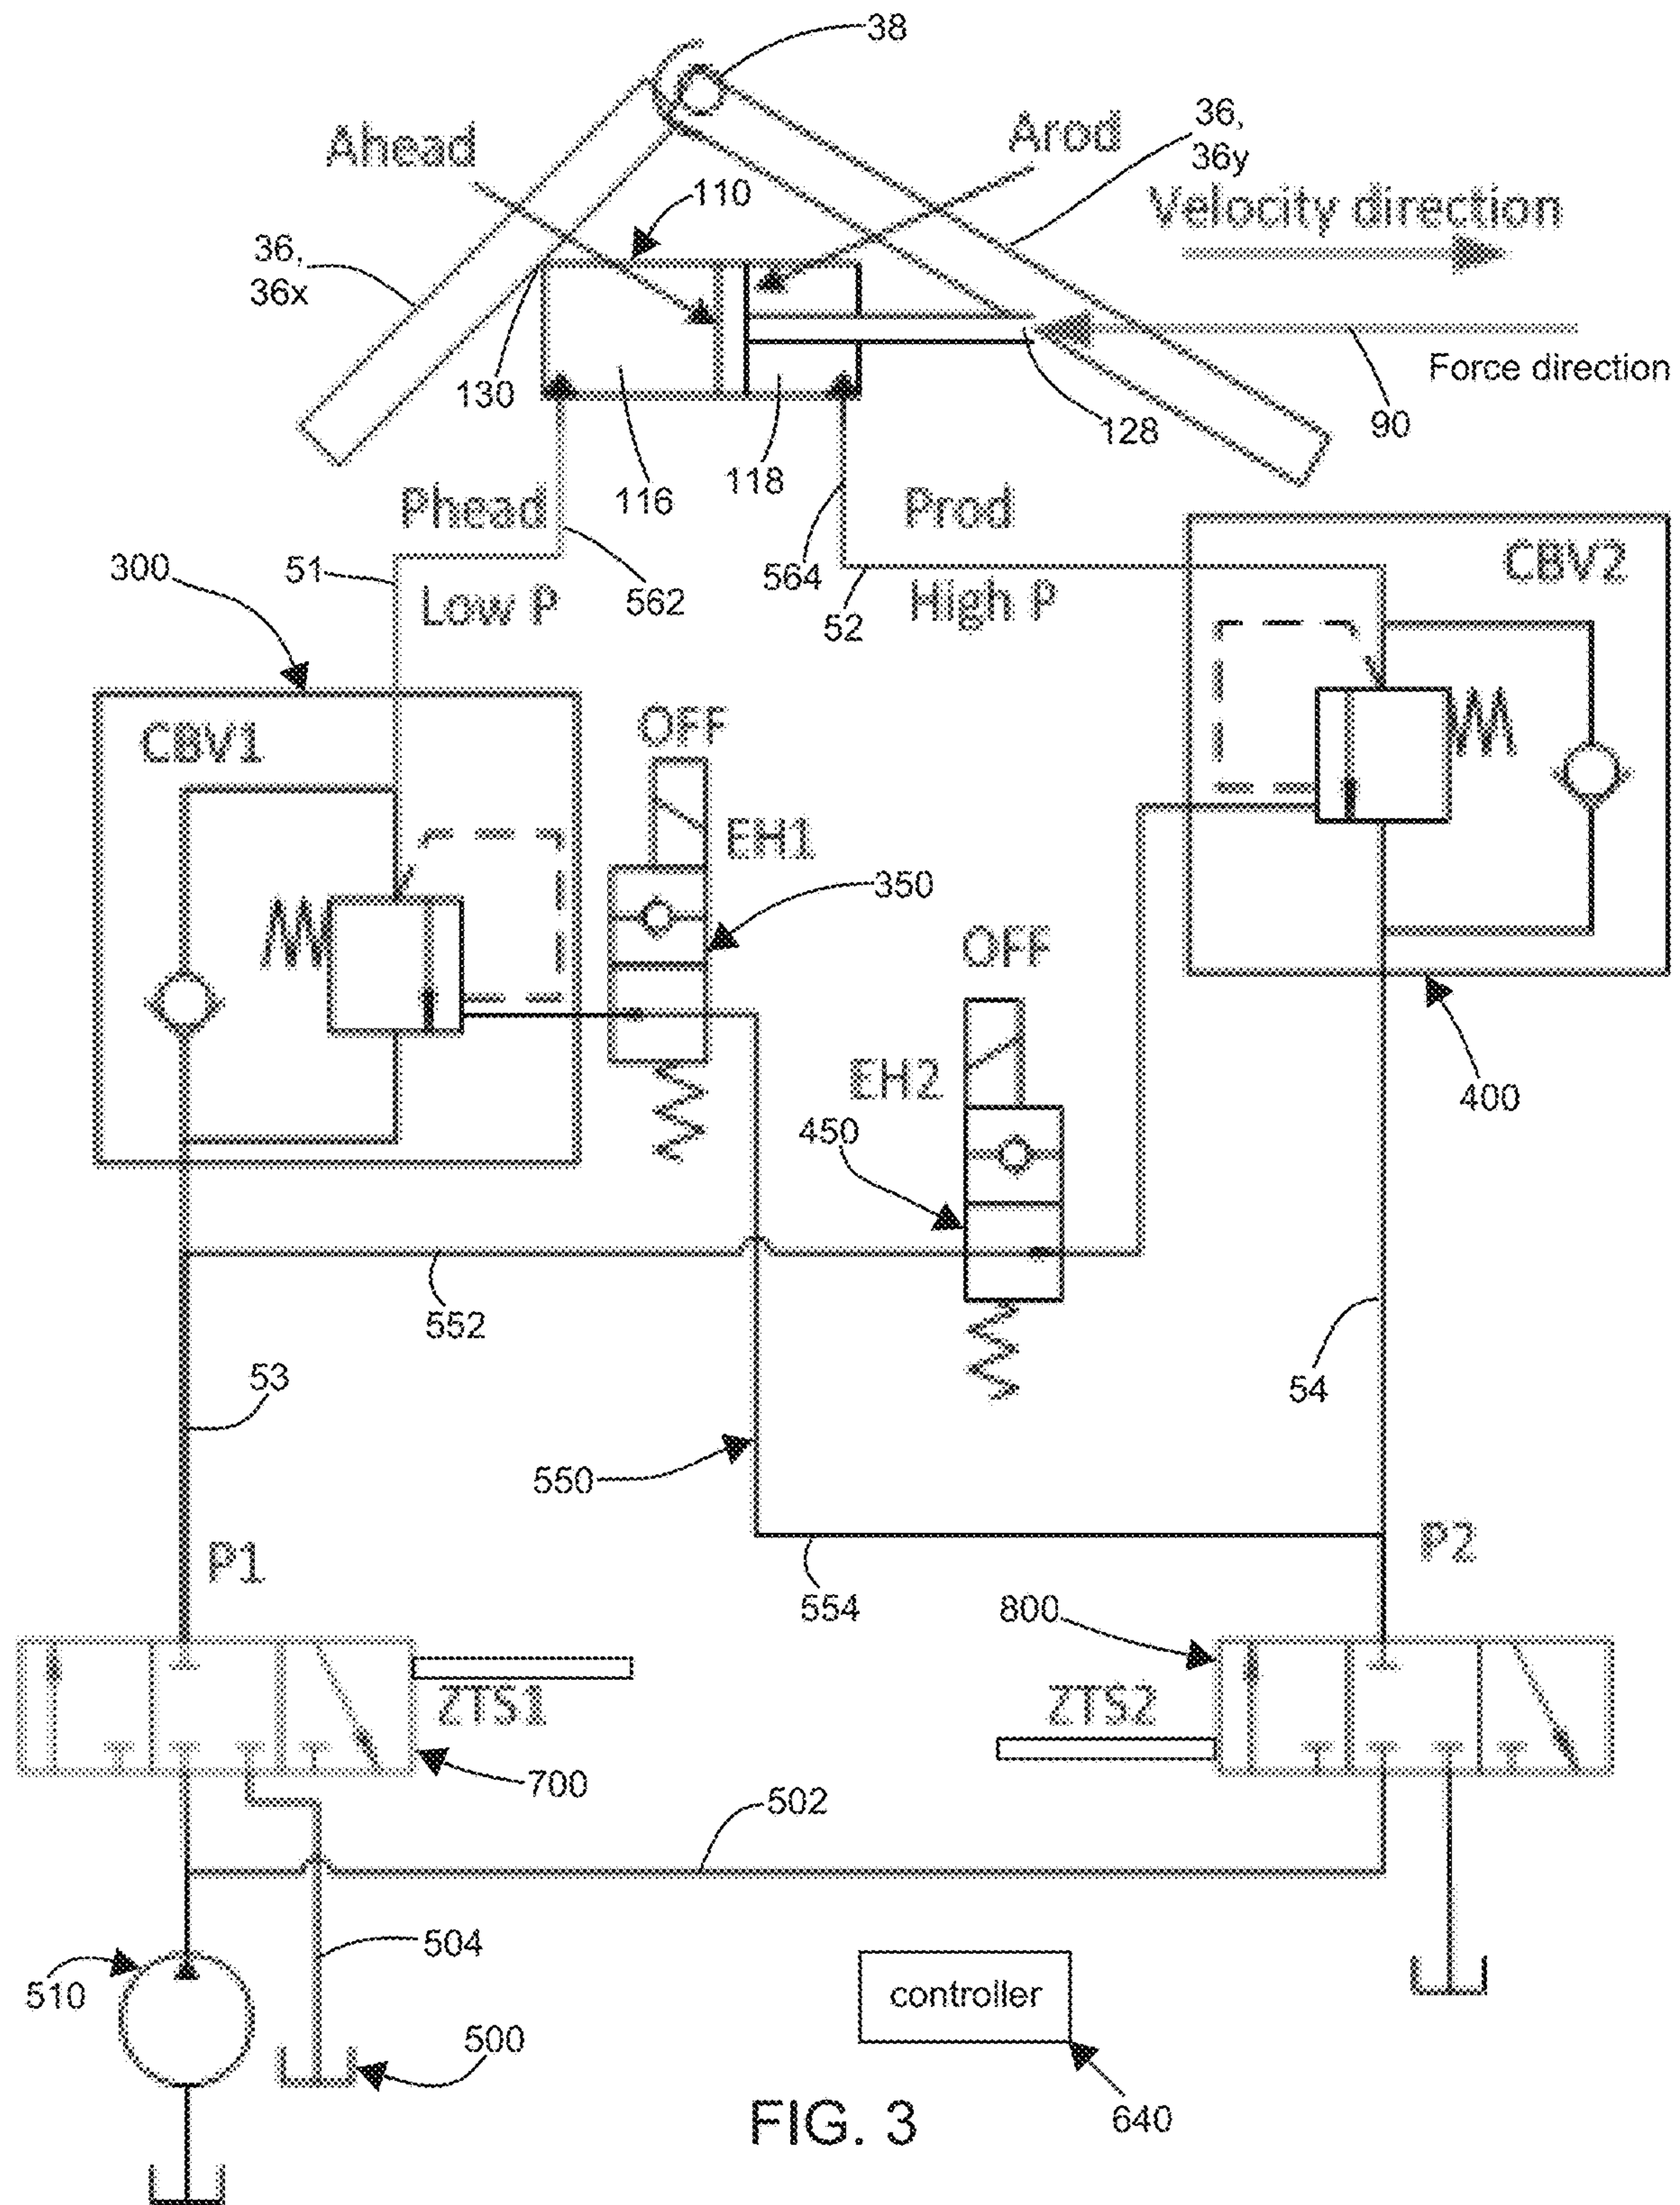 38
Ahead
Arod
36,
36y
110
Velocity direction
36,
36x
130
Force direction
128
90
116
118
Phead
Prod
300
51
562
564
CBV2
Low P
52
High P
CBV1
OFF
EH1
350
OFF
EH2
450
400
552
53
54
550
P1
P2
554
800
ZTS1
ZTS2
700
502
504
510
controller
500
640
FIG. 3